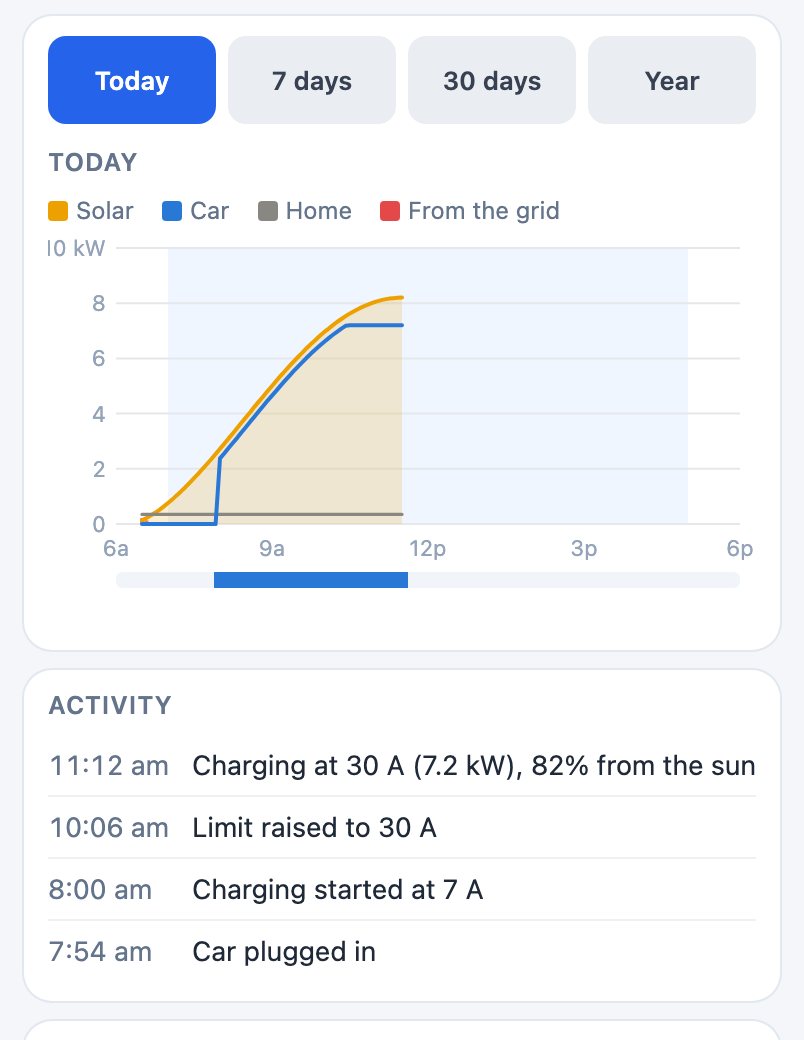 Today 7 days 30 days Year
TODAY
Solar Car Home From the grid
10 kW
8
6
4
2
0
6a 9a 12p 3p 6p
ACTIVITY
11:12 am Charging at 30 A (7.2 kW), 82% from the sun
10:06 am Limit raised to 30 A
8:00 am Charging started at 7 A
7:54 am Car plugged in